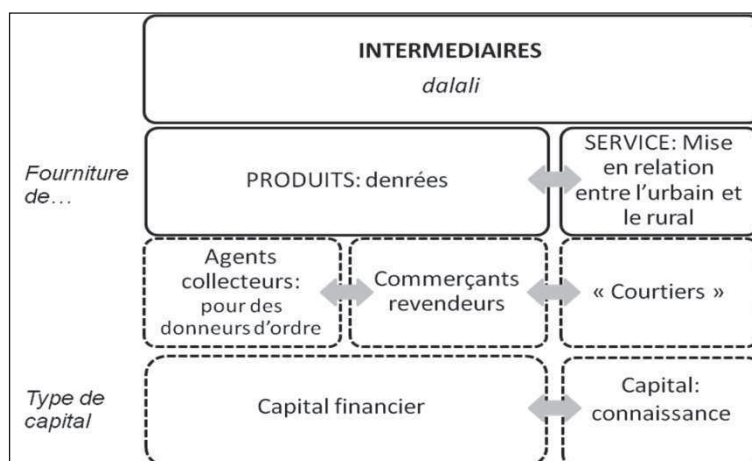 INTERMEDIAIRES
dalali
Fourniture
de…
PRODUITS: denrées
SERVICE: Mise
en relation
entre l’urbain et
le rural
Agents
collecteurs:
pour des
donneurs d’ordre
Commerçants
revendeurs
« Courtiers »
Type de
capital
Capital financier
Capital:
connaissance